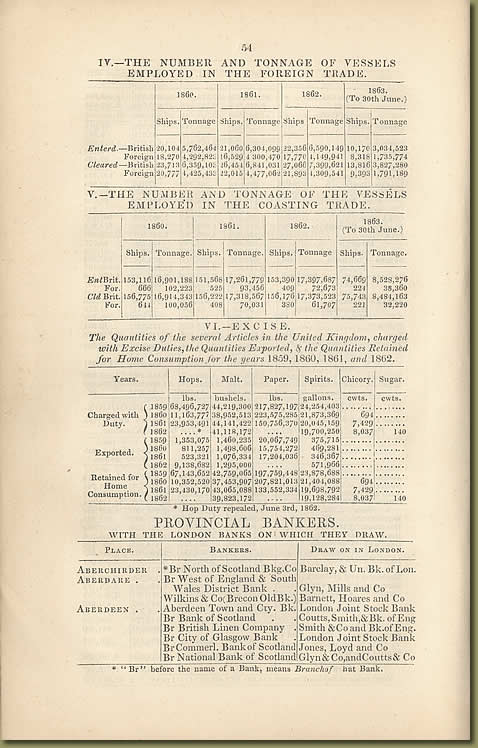 54
IV.—THE NUMBER AND TONNAGE OF VESSELS
EMPLOYED IN THE FOREIGN TRADE.
1860. 1861. 1862. 1863. (To 30th June.)
Ships. Tonnage Ships. Tonnage Ships. Tonnage Ships. Tonnage
Enterd.—British 20,104 5,762,464 21,060 6,304,099 22,356 6,590,149 10,170 3,034,523
Foreign 18,270 4,292,823 16,529 4 300,470 17,770 4,149,941 8,318 1,735,774
Cleared—British 23,713 6,359,103 26,454 6,841,031 27,066 7,399,621 13,816 3,827,280
Foreign 20,777 4,425,433 22,015 4,477,062 21,893 4,309,541 9,393 1,791,189
V.—THE NUMBER AND TONNAGE OF THE VESSELS
EMPLOYED IN THE COASTING TRADE.
1860. 1861. 1862. 1863. (To 30th June.)
Ships. Tonnage. Ships. Tonnage. Ships. Tonnage. Ships. Tonnage.
Ent Brit. 153,116 16,901,188 151,568 17,261,779 153,390 17,397,687 74,669 8,528,276
For. 666 102,223 525 93,456 409 72,673 224 38,360
Cld Brit. 156,775 16,914,343 156,222 17,318,567 156,176 17,373,523 75,743 8,484,163
For. 644 100,056 408 70,031 380 61,707 221 32,220
VI.—EXCISE.
The Quantities of the several Articles in the United Kingdom, charged
with Excise Duties, the Quantities Exported, & the Quantities Retained
for Home Consumption for the years 1859, 1860, 1861, and 1862.
Years. Hops. Malt. Paper. Spirits. Chicory. Sugar.
lbs. bushels. lbs. gallons. cwts. cwts.
Charged with Duty. 1859 68,496,727 44,219,300 217,827,197 24,254,403 ........ ........
1860 11,163,777 38,952,513 223,575,285 21,873,369 694 ........
1861 23,953,491 44,141,422 150,756,370 20,045,159 7,429 ........
1862 ....* 41,118,172 .... 19,700,250 8,037 140
Exported. 1859 1,353,075 1,460,235 20,067,749 375,715 ........ ........
1860 811,257 1,498,606 15,754,272 469,281 ........ ........
1861 523,321 1,076,334 17,204,036 346,367 ........ ........
1862 9,138,682 1,295,000 .... 571,966 ........ ........
Retained for Home Consumption. 1859 67,143,652 42,759,065 197,759,448 23,878,688 ........ ........
1860 10,352,520 37,453,907 207,821,013 21,404,088 694 ........
1861 23,430,170 43,065,088 133,552,334 19,698,792 7,429 ........
1862 .... 39,823,172 .... 19,128,284 8,037 140
* Hop Duty repealed, June 3rd, 1862.
PROVINCIAL BANKERS.
WITH THE LONDON BANKS ON WHICH THEY DRAW.
PLACE. BANKERS. DRAW ON IN LONDON.
ABERCHIRDER . *Br North of Scotland Bkg.Co Barclay, & Un. Bk. of Lon.
ABERDARE . . Br West of England & South
Wales District Bank . . Glyn, Mills and Co
Wilkins & Co(Brecon Old Bk.) Barnett, Hoares and Co
ABERDEEN . . Aberdeen Town and Cty. Bk. London Joint Stock Bank
Br Bank of Scotland . . Coutts, Smith, & Bk. of Eng
Br British Linen Company . Smith & Co and Bk. of Eng.
Br City of Glasgow Bank . London Joint Stock Bank
Br Commerl. Bank of Scotland Jones, Loyd and Co
Br National Bank of Scotland Glyn & Co, and Coutts & Co
* "Br" before the name of a Bank, means Branch of hat Bank.